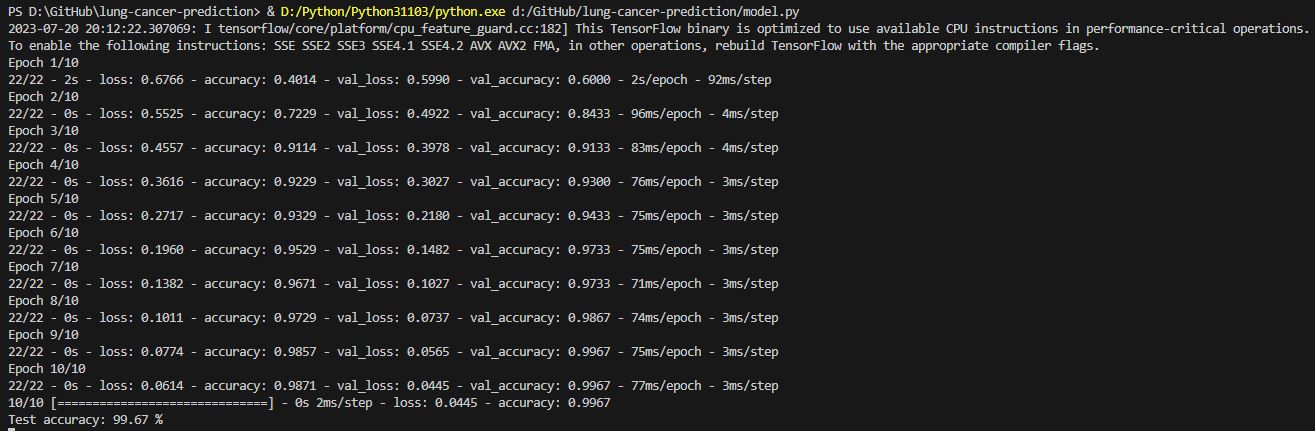 PS D:\GitHub\lung-cancer-prediction> & D:/Python/Python31103/python.exe d:/GitHub/lung-cancer-prediction/model.py
2023-07-20 20:12:22.307069: I tensorflow/core/platform/cpu_feature_guard.cc:182] This TensorFlow binary is optimized to use available CPU instructions in performance-critical operations.
To enable the following instructions: SSE SSE2 SSE3 SSE4.1 SSE4.2 AVX AVX2 FMA, in other operations, rebuild TensorFlow with the appropriate compiler flags.
Epoch 1/10
22/22 - 2s - loss: 0.6766 - accuracy: 0.4014 - val_loss: 0.5990 - val_accuracy: 0.6000 - 2s/epoch - 92ms/step
Epoch 2/10
22/22 - 0s - loss: 0.5525 - accuracy: 0.7229 - val_loss: 0.4922 - val_accuracy: 0.8433 - 96ms/epoch - 4ms/step
Epoch 3/10
22/22 - 0s - loss: 0.4557 - accuracy: 0.9114 - val_loss: 0.3978 - val_accuracy: 0.9133 - 83ms/epoch - 4ms/step
Epoch 4/10
22/22 - 0s - loss: 0.3616 - accuracy: 0.9229 - val_loss: 0.3027 - val_accuracy: 0.9300 - 76ms/epoch - 3ms/step
Epoch 5/10
22/22 - 0s - loss: 0.2717 - accuracy: 0.9329 - val_loss: 0.2180 - val_accuracy: 0.9433 - 75ms/epoch - 3ms/step
Epoch 6/10
22/22 - 0s - loss: 0.1960 - accuracy: 0.9529 - val_loss: 0.1482 - val_accuracy: 0.9733 - 75ms/epoch - 3ms/step
Epoch 7/10
22/22 - 0s - loss: 0.1382 - accuracy: 0.9671 - val_loss: 0.1027 - val_accuracy: 0.9733 - 71ms/epoch - 3ms/step
Epoch 8/10
22/22 - 0s - loss: 0.1011 - accuracy: 0.9729 - val_loss: 0.0737 - val_accuracy: 0.9867 - 74ms/epoch - 3ms/step
Epoch 9/10
22/22 - 0s - loss: 0.0774 - accuracy: 0.9857 - val_loss: 0.0565 - val_accuracy: 0.9967 - 75ms/epoch - 3ms/step
Epoch 10/10
22/22 - 0s - loss: 0.0614 - accuracy: 0.9871 - val_loss: 0.0445 - val_accuracy: 0.9967 - 77ms/epoch - 3ms/step
10/10 [==============================] - 0s 2ms/step - loss: 0.0445 - accuracy: 0.9967
Test accuracy: 99.67 %